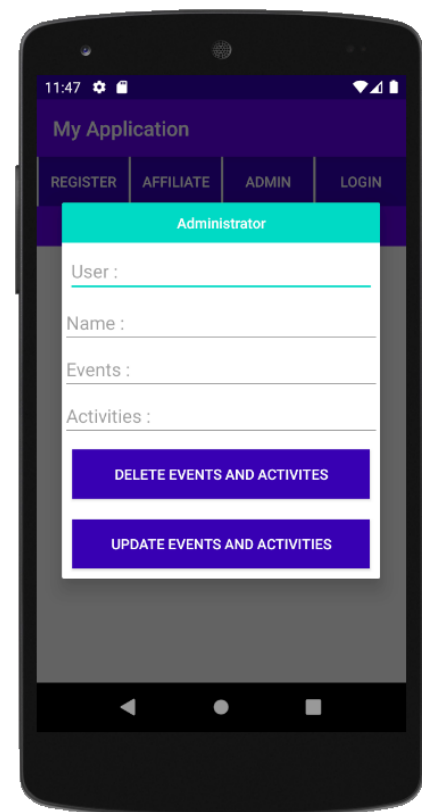 11:47
My Application
REGISTER AFFILIATE ADMIN LOGIN
Administrator
User :
Name :
Events :
Activities :
DELETE EVENTS AND ACTIVITES
UPDATE EVENTS AND ACTIVITIES